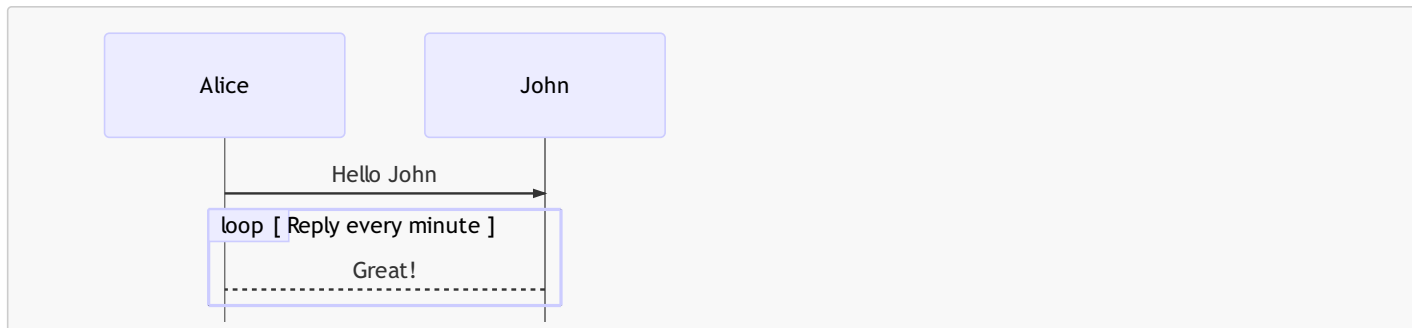 Alice
John
Hello John
loop [ Reply every minute ]
Great!